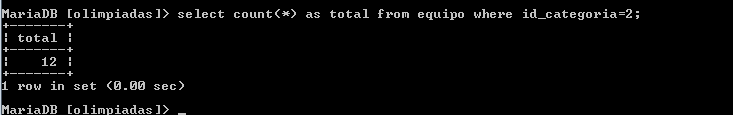 MariaDB [olimpiadas]> select count(*) as total from equipo where id_categoria=2;
+-------+
| total |
+-------+
|    12 |
+-------+
1 row in set (0.00 sec)
MariaDB [olimpiadas]> _